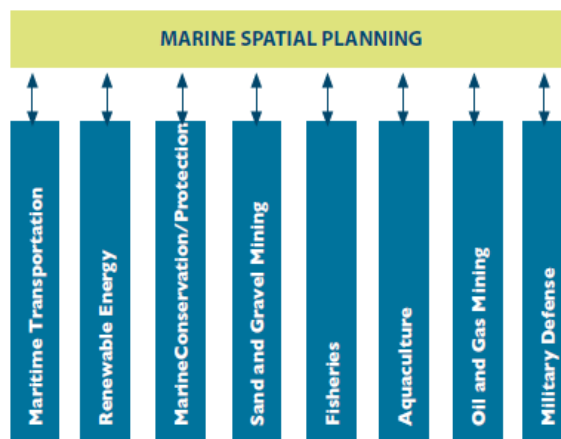 MARINE SPATIAL PLANNING
Maritime Transportation
Renewable Energy
MarineConservation/Protection
Sand and Gravel Mining
Fisheries
Aquaculture
Oil and Gas Mining
Military Defense